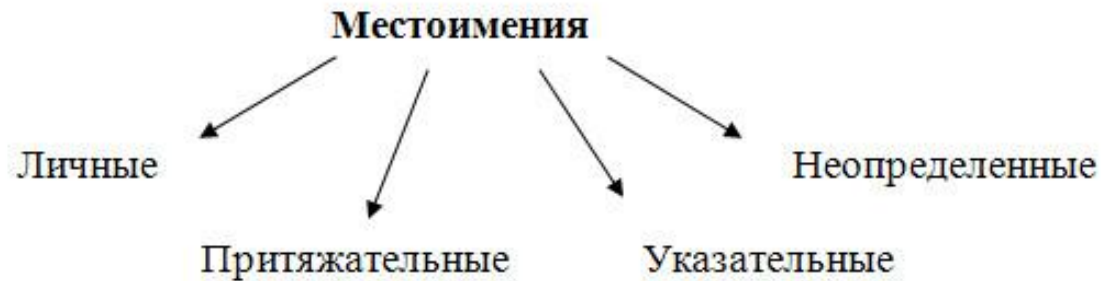 Местоимения
Личные
Неопределенные
Притяжательные
Указательные